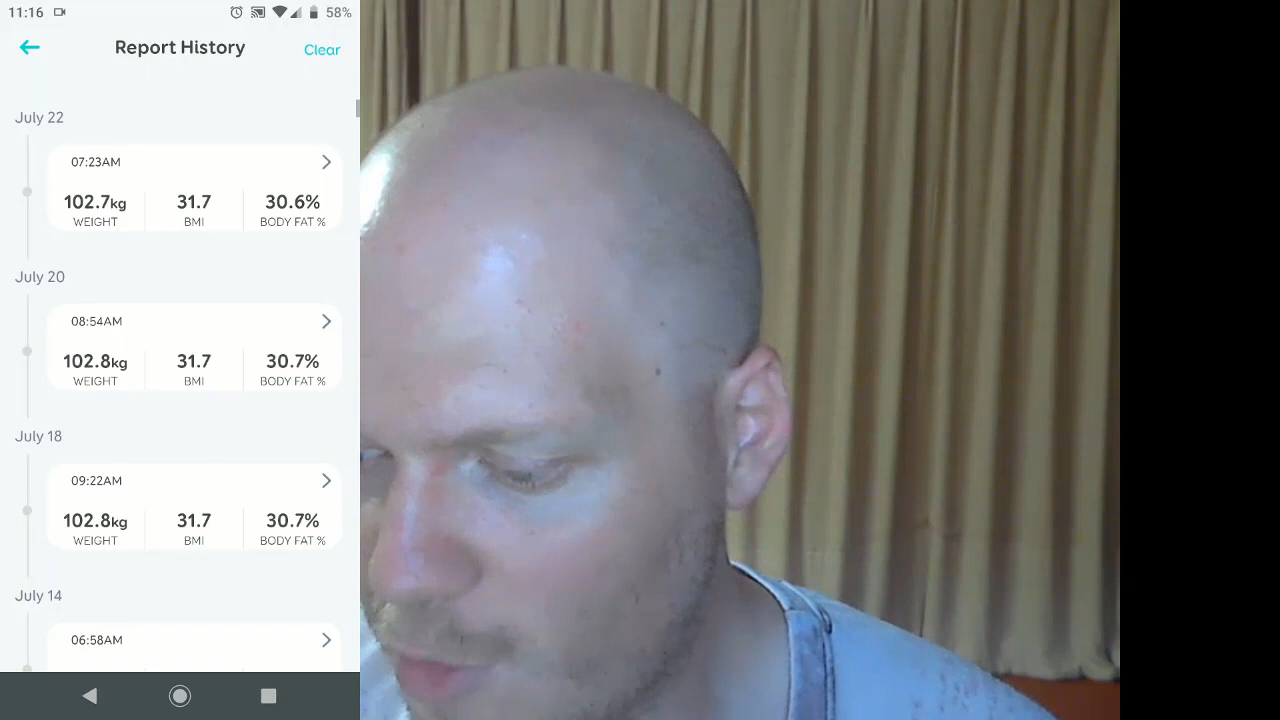 11:16 58%
Report History Clear
July 22
07:23AM
102.7kg 31.7 30.6%
WEIGHT BMI BODY FAT %
July 20
08:54AM
102.8kg 31.7 30.7%
WEIGHT BMI BODY FAT %
July 18
09:22AM
102.8kg 31.7 30.7%
WEIGHT BMI BODY FAT %
July 14
06:58AM